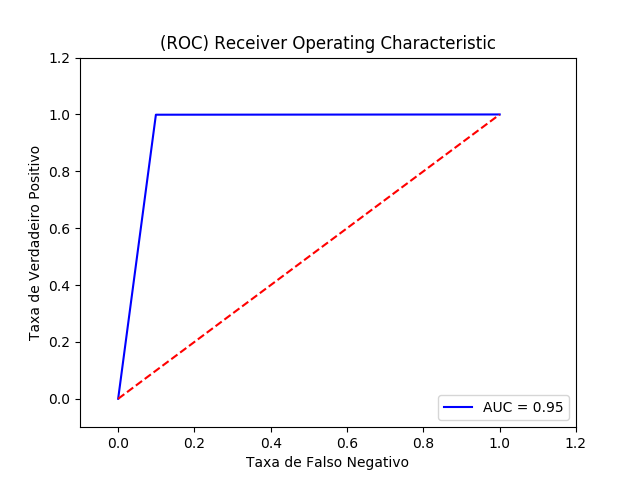 (ROC) Receiver Operating Characteristic
Taxa de Verdadeiro Positivo
1.2
1.0
0.8
0.6
0.4
0.2
0.0
AUC = 0.95
0.0 0.2 0.4 0.6 0.8 1.0 1.2
Taxa de Falso Negativo